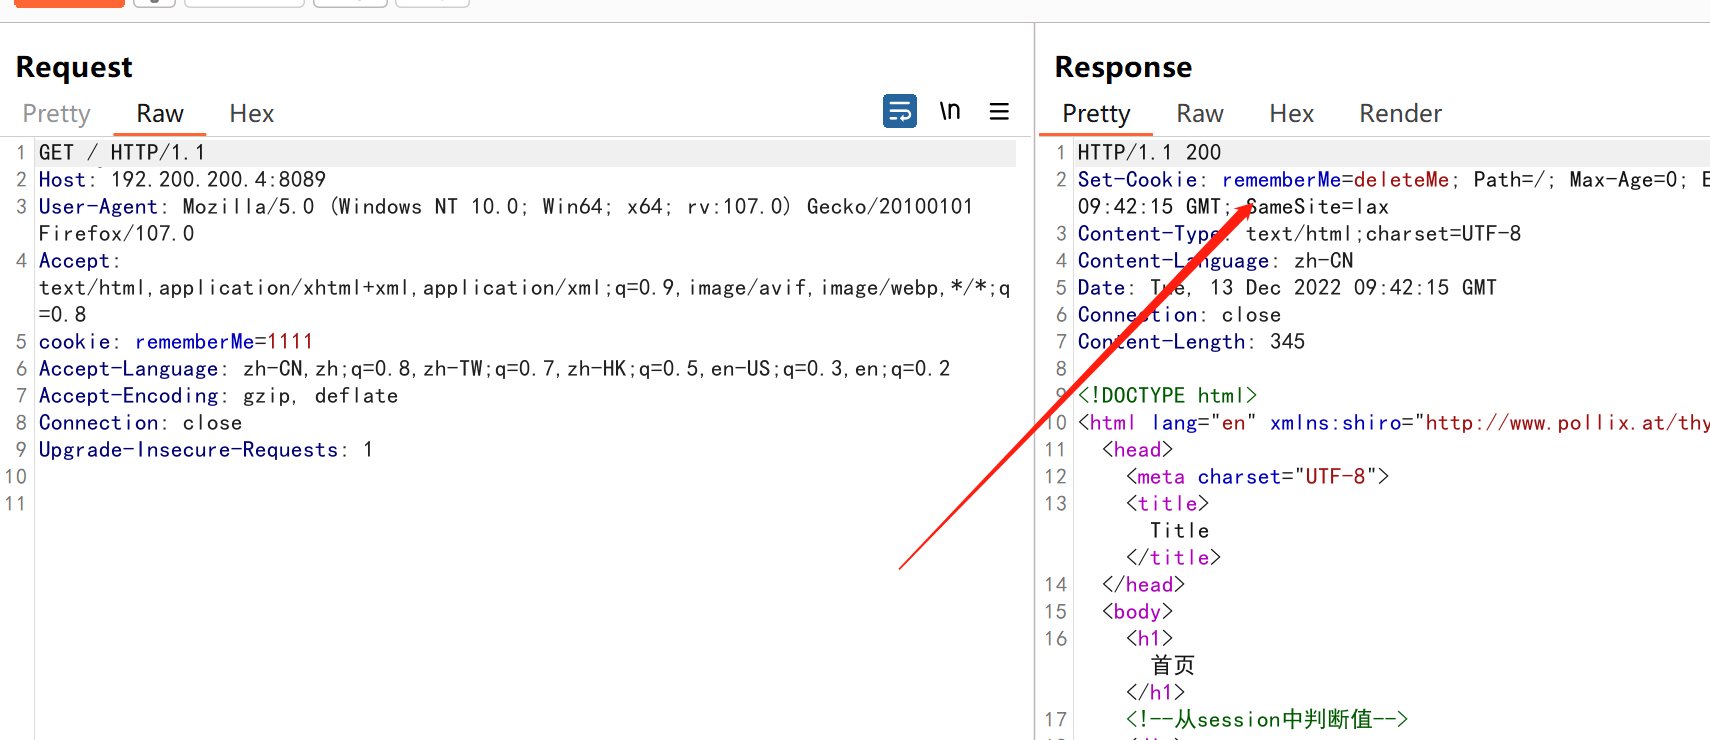 Request
Pretty Raw Hex \n
1 GET / HTTP/1.1
2 Host: 192.200.200.4:8089
3 User-Agent: Mozilla/5.0 (Windows NT 10.0; Win64; x64; rv:107.0) Gecko/20100101
Firefox/107.0
4 Accept:
text/html,application/xhtml+xml,application/xml;q=0.9,image/avif,image/webp,*/*;q
=0.8
5 cookie: rememberMe=1111
6 Accept-Language: zh-CN,zh;q=0.8,zh-TW;q=0.7,zh-HK;q=0.5,en-US;q=0.3,en;q=0.2
7 Accept-Encoding: gzip, deflate
8 Connection: close
9 Upgrade-Insecure-Requests: 1
10
11
Response
Pretty Raw Hex Render
1 HTTP/1.1 200
2 Set-Cookie: rememberMe=deleteMe; Path=/; Max-Age=0; E
09:42:15 GMT; SameSite=lax
3 Content-Type: text/html;charset=UTF-8
4 Content-Language: zh-CN
5 Date: Tue, 13 Dec 2022 09:42:15 GMT
6 Connection: close
7 Content-Length: 345
8
9 <!DOCTYPE html>
10 <html lang="en" xmlns:shiro="http://www.pollix.at/thy
11 <head>
12 <meta charset="UTF-8">
13 <title>
Title
</title>
14 </head>
15 <body>
16 <h1>
首页
</h1>
17 <!--从session中判断值-->